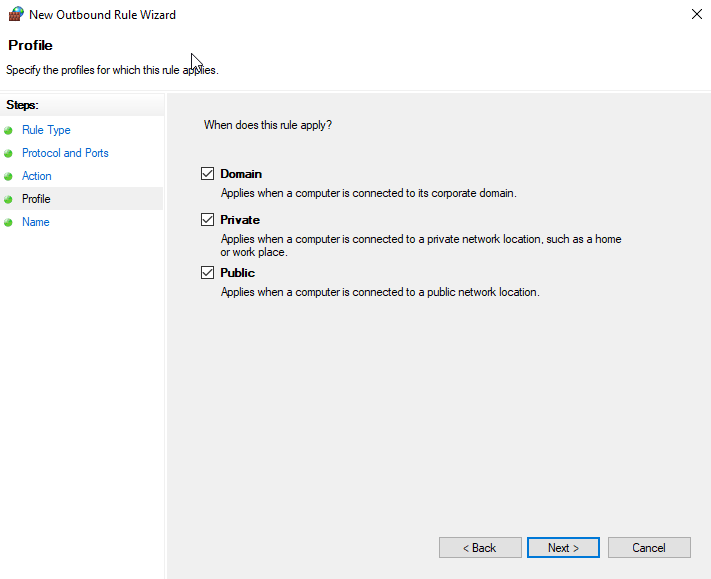 New Outbound Rule Wizard
Profile
Specify the profiles for which this rule applies.
Steps:
Rule Type
Protocol and Ports
Action
Profile
Name
When does this rule apply?
Domain
Applies when a computer is connected to its corporate domain.
Private
Applies when a computer is connected to a private network location, such as a home
or work place.
Public
Applies when a computer is connected to a public network location.
< Back
Next >
Cancel